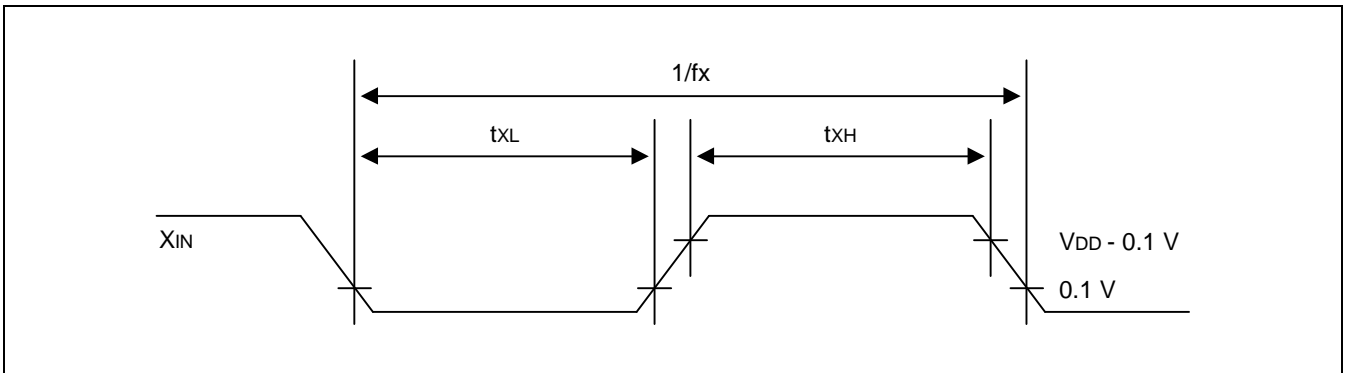 1/fx
tXL
tXH
XIN
VDD - 0.1 V
0.1 V